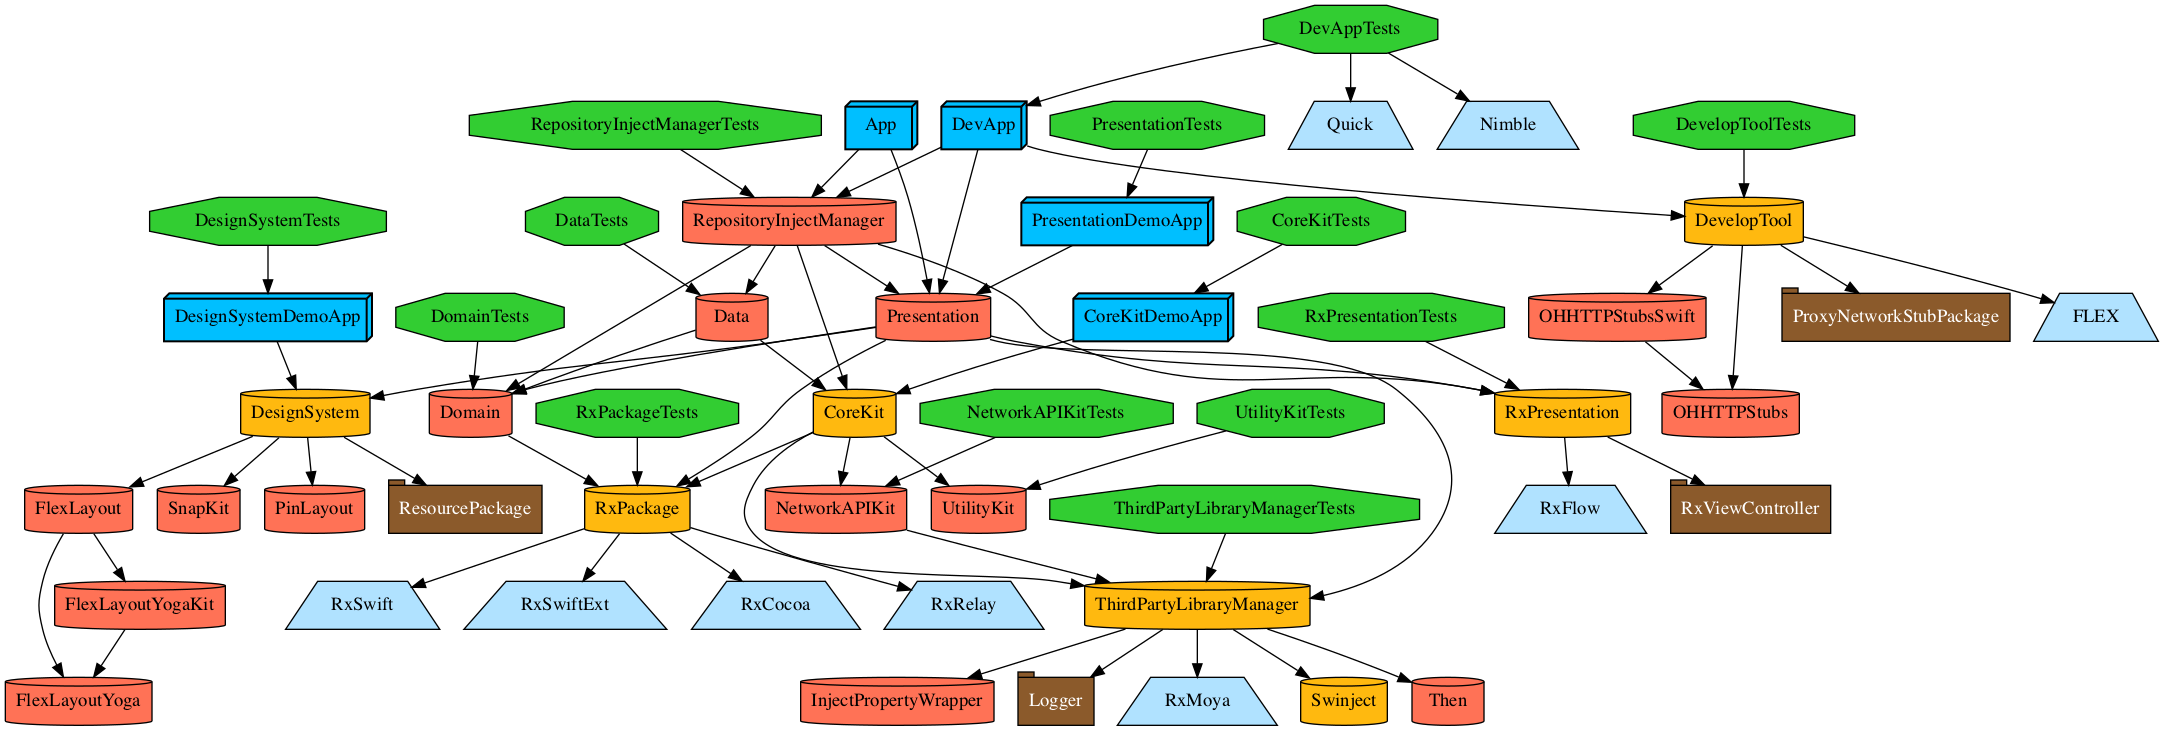 DevAppTests
RepositoryInjectManagerTests
App
DevApp
PresentationTests
Quick
Nimble
DevelopToolTests
DesignSystemTests
DataTests
RepositoryInjectManager
PresentationDemoApp
CoreKitTests
DevelopTool
DesignSystemDemoApp
DomainTests
Data
Presentation
CoreKitDemoApp
RxPresentationTests
OHHTTPStubsSwift
ProxyNetworkStubPackage
FLEX
DesignSystem
Domain
RxPackageTests
CoreKit
NetworkAPIKitTests
UtilityKitTests
RxPresentation
OHHTTPStubs
FlexLayout
SnapKit
PinLayout
ResourcePackage
RxPackage
NetworkAPIKit
UtilityKit
ThirdPartyLibraryManagerTests
RxFlow
RxViewController
FlexLayoutYogaKit
RxSwift
RxSwiftExt
RxCocoa
RxRelay
ThirdPartyLibraryManager
FlexLayoutYoga
InjectPropertyWrapper
Logger
RxMoya
Swinject
Then